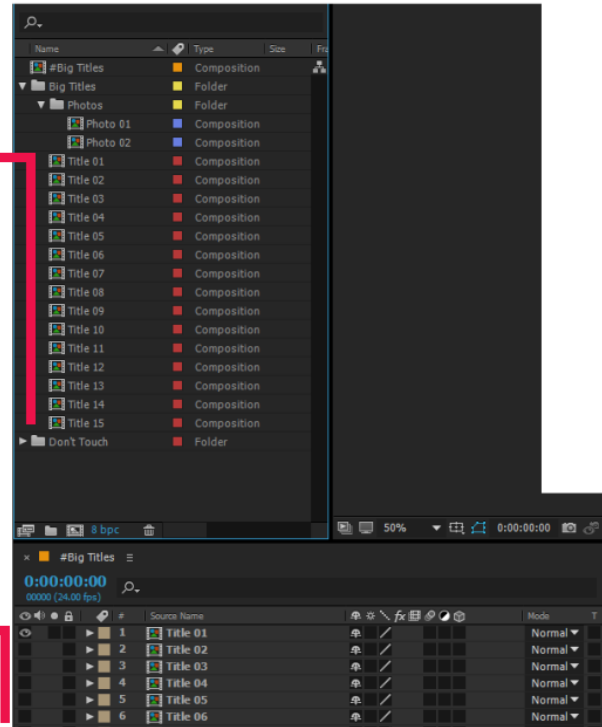 Name Type Size Fra
#Big Titles Composition
Big Titles Folder
Photos Folder
Photo 01 Composition
Photo 02 Composition
Title 01 Composition
Title 02 Composition
Title 03 Composition
Title 04 Composition
Title 05 Composition
Title 06 Composition
Title 07 Composition
Title 08 Composition
Title 09 Composition
Title 10 Composition
Title 11 Composition
Title 12 Composition
Title 13 Composition
Title 14 Composition
Title 15 Composition
Don't Touch Folder
8 bpc 50% 0:00:00:00
#Big Titles
0:00:00:00
00000 (24.00 fps)
# Source Name fx Mode T
1 Title 01 Normal
2 Title 02 Normal
3 Title 03 Normal
4 Title 04 Normal
5 Title 05 Normal
6 Title 06 Normal